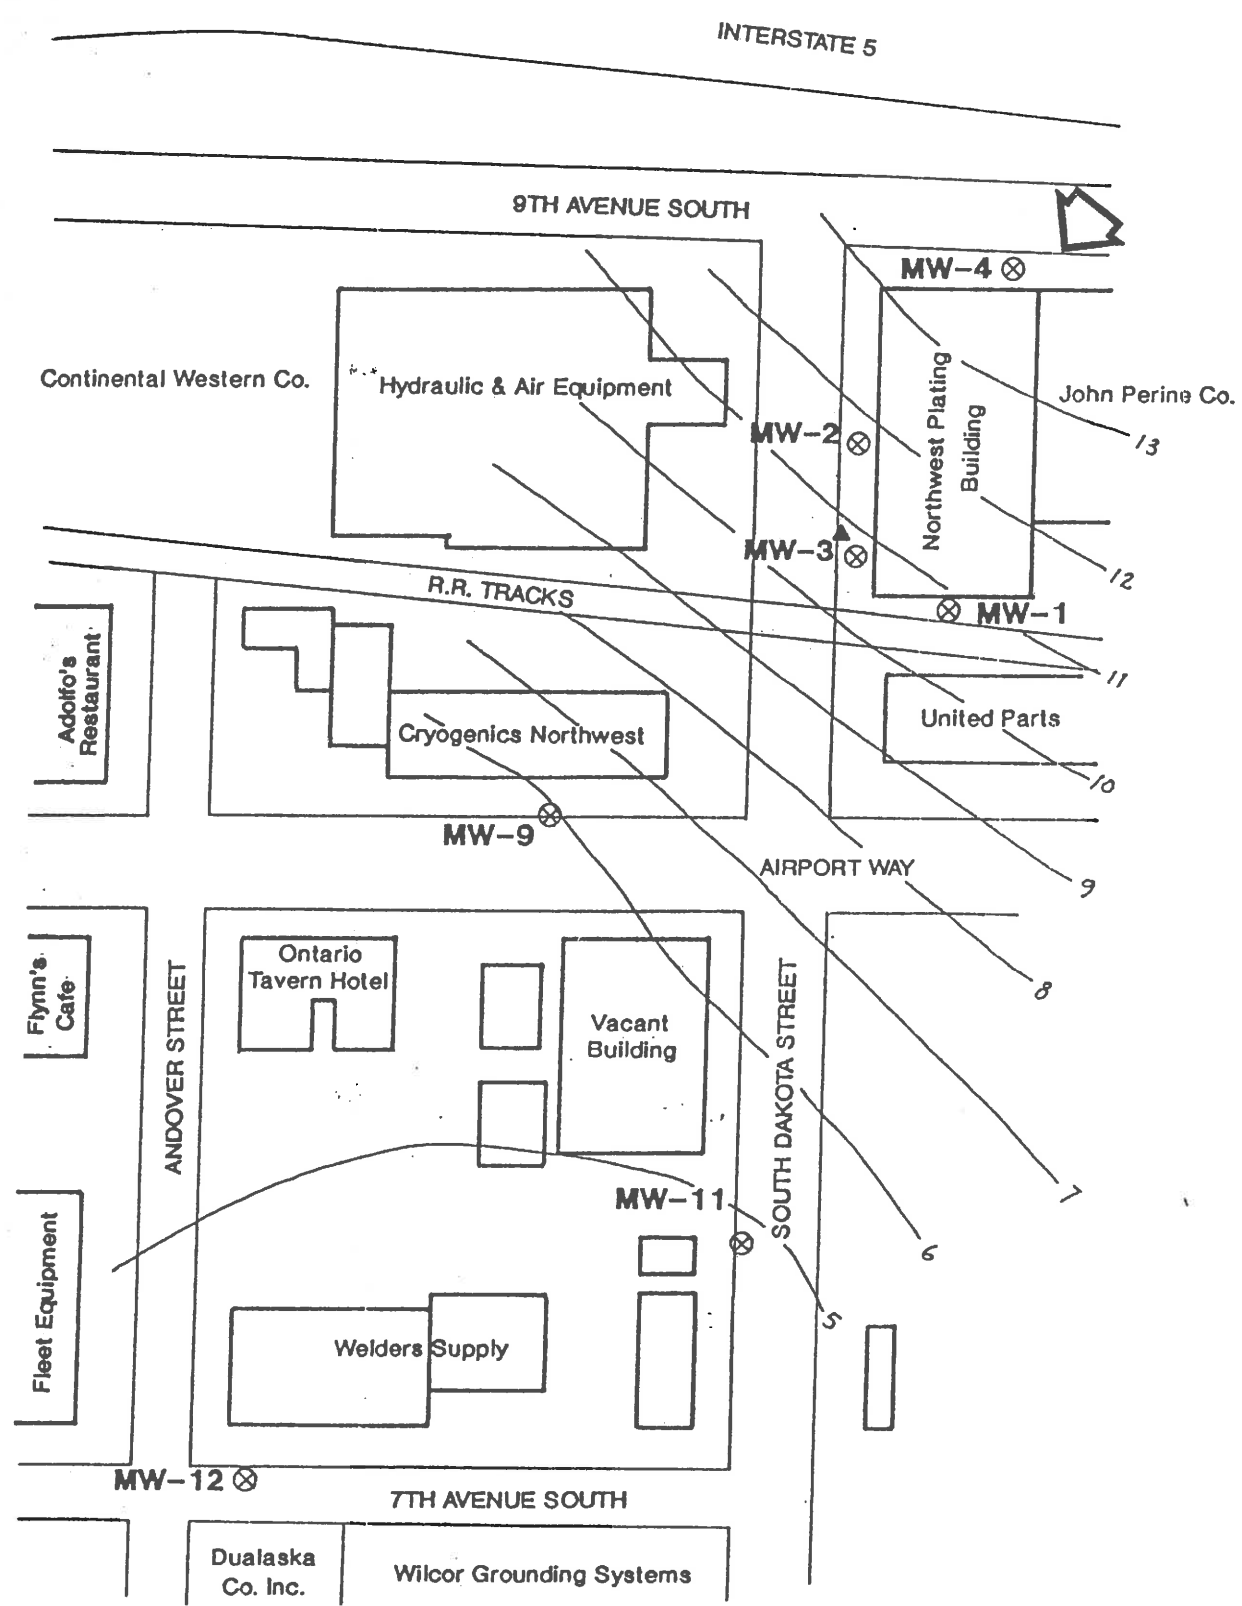 INTERSTATE 5
9TH AVENUE SOUTH
MW-4
Continental Western Co.
Hydraulic & Air Equipment
Northwest Plating
Building
John Perine Co.
13
MW-2
12
MW-3
R.R. TRACKS
MW-1
11
Adolfo's
Restaurant
Cryogenics Northwest
United Parts
10
MW-9
AIRPORT WAY
9
Flynn's
Cafe
ANDOVER STREET
Ontario
Tavern Hotel
Vacant
Building
SOUTH DAKOTA STREET
8
7
MW-11
6
5
Fleet Equipment
Welders Supply
MW-12
7TH AVENUE SOUTH
Dualaska
Co. Inc.
Wilcor Grounding Systems